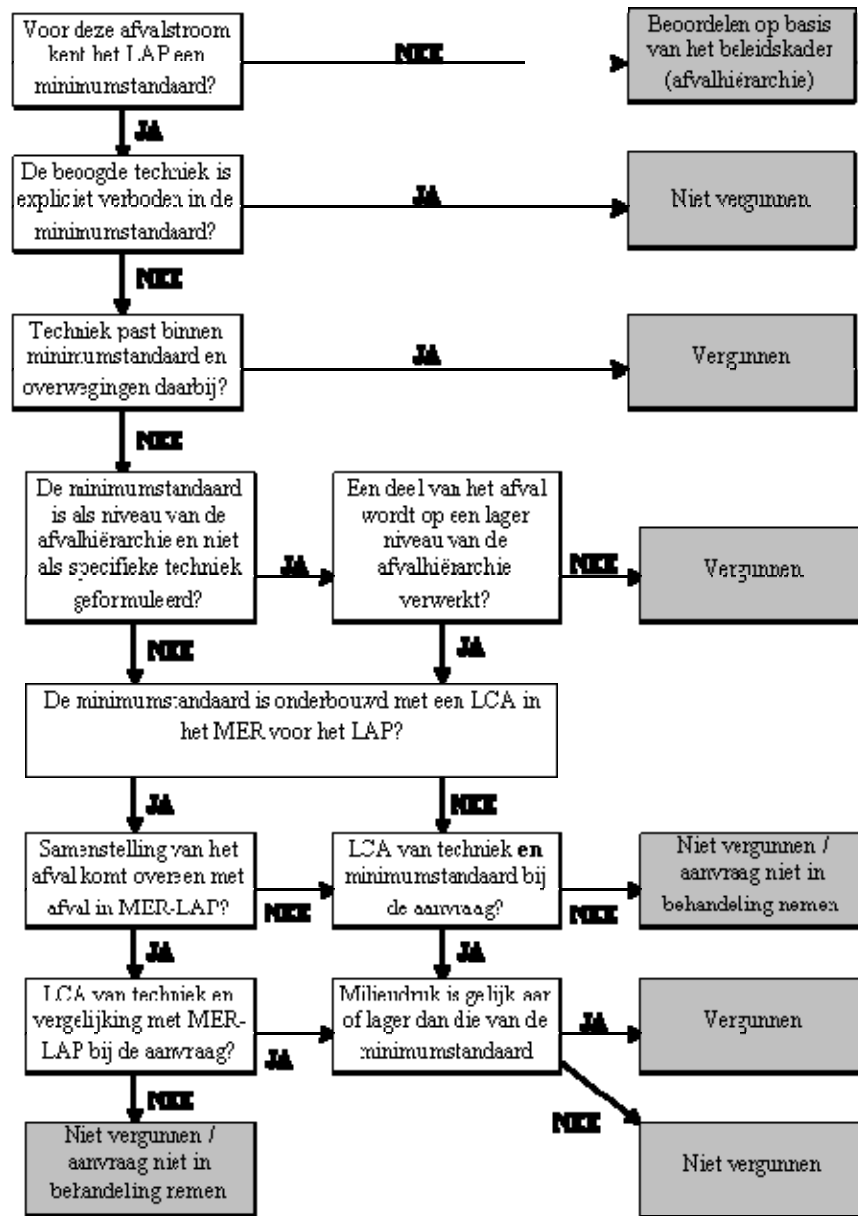 Voor deze afvalstroom
kent het LAP een
minimumstandaard?
NEE
Beoordelen op basis
van het beleidskader
(afvalhiërarchie)
JA
De beoogde techniek is
expliciet verboden in de
minimumstandaard?
JA
Niet vergunnen
NEE
Techniek past binnen
minimumstandaard en
overwegingen daarbij?
JA
Vergunnen
NEE
De minimumstandaard
is als niveau van de
afvalhiërarchie en niet
als specifieke techniek
geformuleerd?
JA
Een deel van het afval
wordt op een lager
niveau van de
afvalhiërarchie
verwerkt?
NEE
Vergunnen
NEE
JA
De minimumstandaard is onderbouwd met een LCA in
het MER voor het LAP?
JA
NEE
Samenstelling van het
afval komt overeen met
afval in MER-LAP?
NEE
LCA van techniek en
minimumstandaard bij
de aanvraag?
NEE
Niet vergunnen /
aanvraag niet in
behandeling nemen
JA
JA
LCA van techniek en
vergelijking met MER-
LAP bij de aanvraag?
JA
Milieudruk is gelijk aan
of lager dan die van de
minimumstandaard
JA
Vergunnen
NEE
NEE
Niet vergunnen /
aanvraag niet in
behandeling nemen
Niet vergunnen